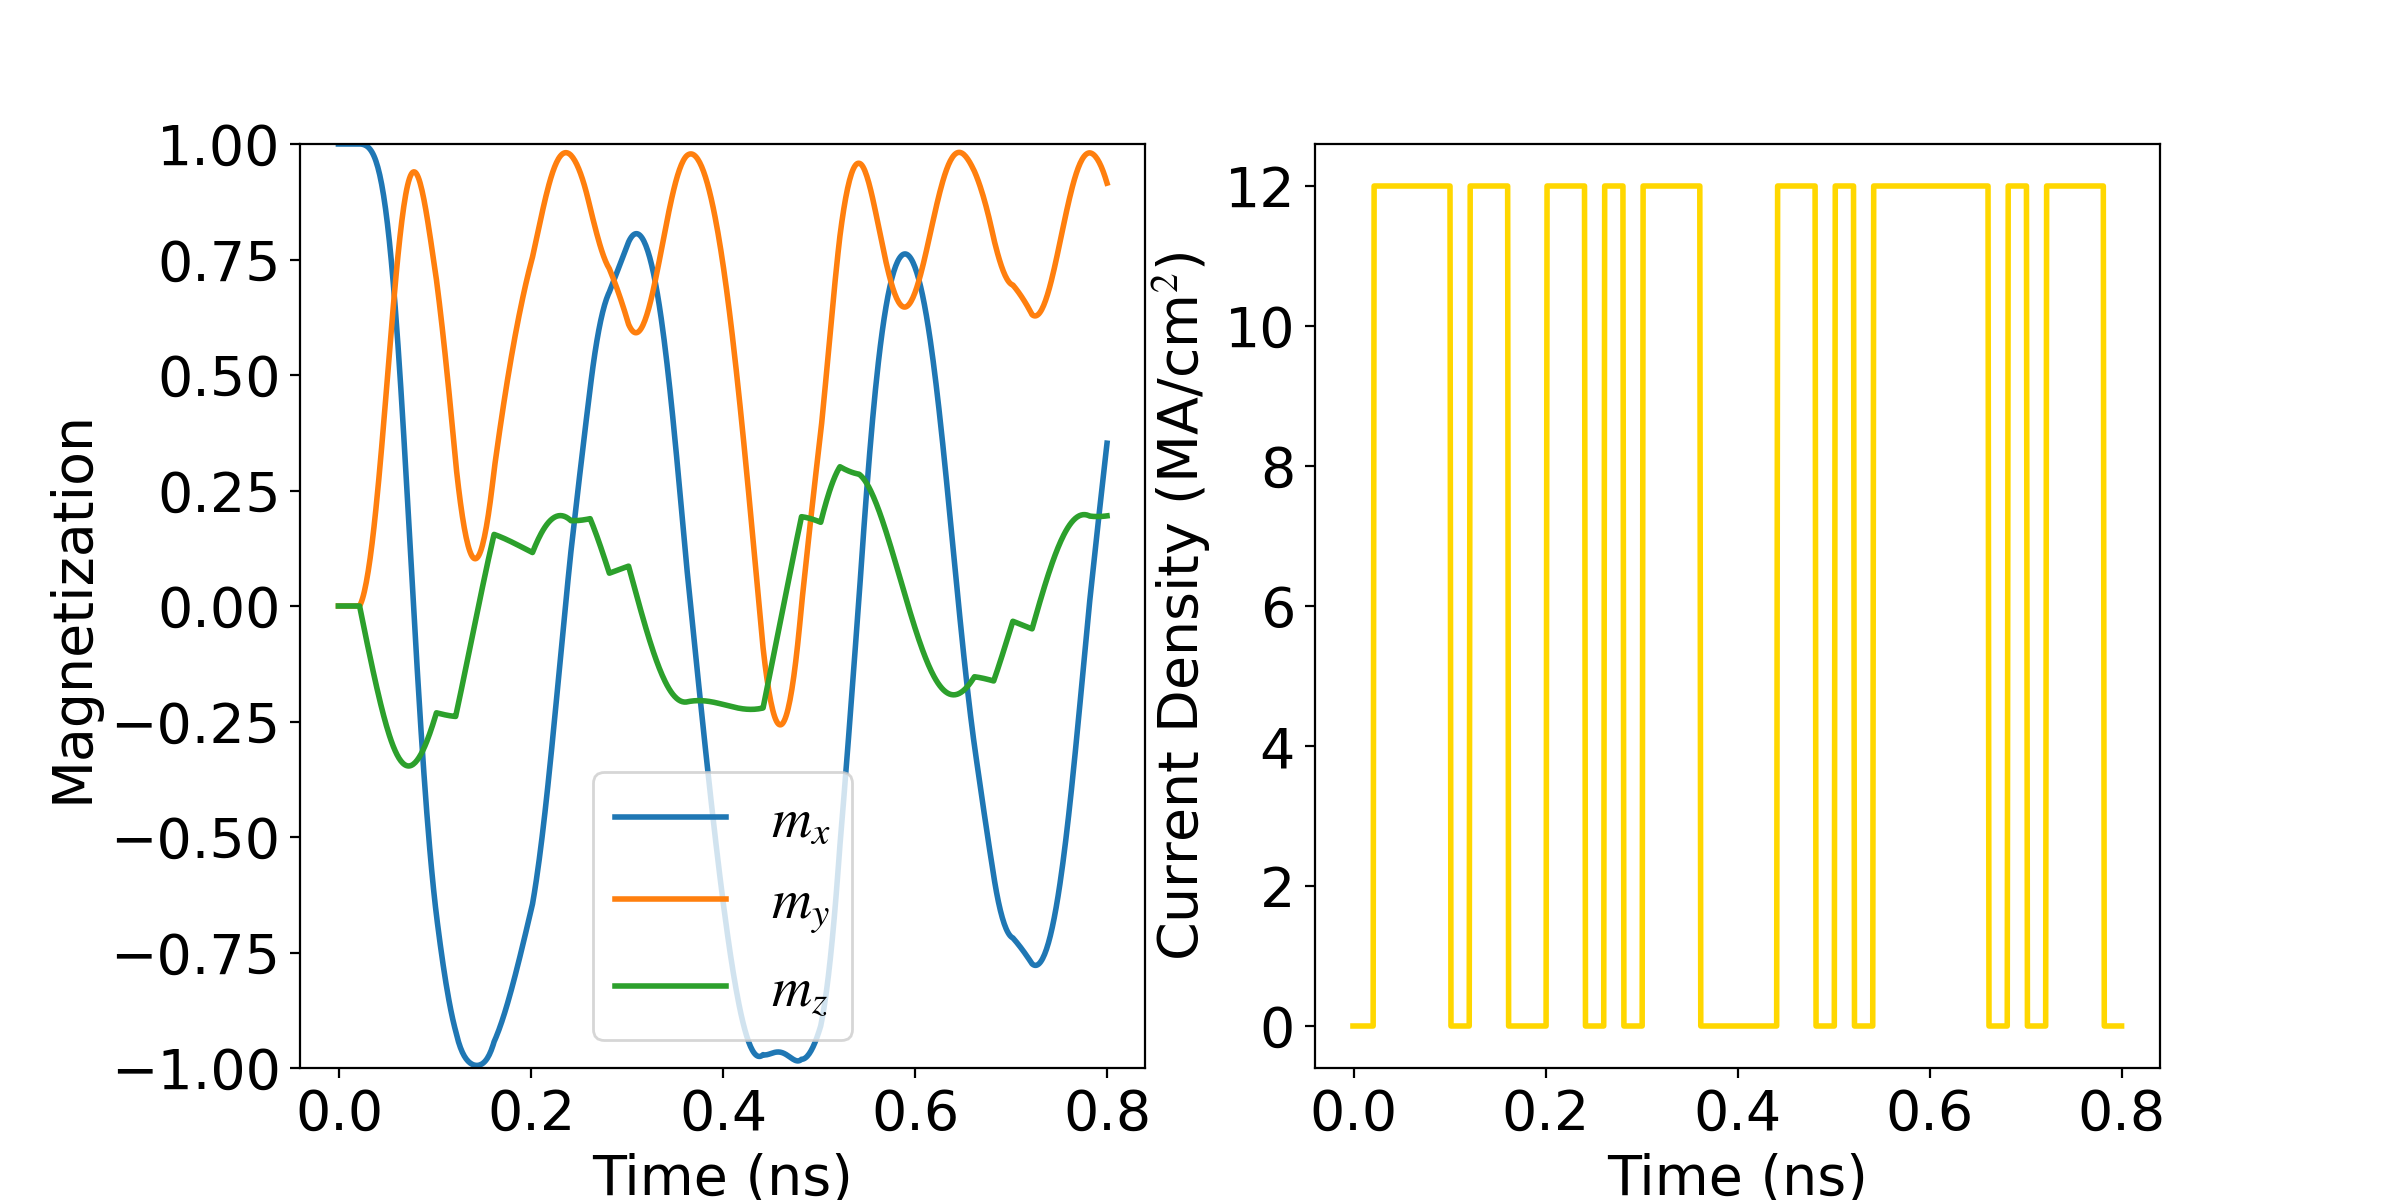 Magnetization
1.00
0.75
0.50
0.25
0.00
−0.25
−0.50
−0.75
−1.00
0.0 0.2 0.4 0.6 0.8
Time (ns)
m_x
m_y
m_z
Current Density (MA/cm²)
12
10
8
6
4
2
0
0.0 0.2 0.4 0.6 0.8
Time (ns)